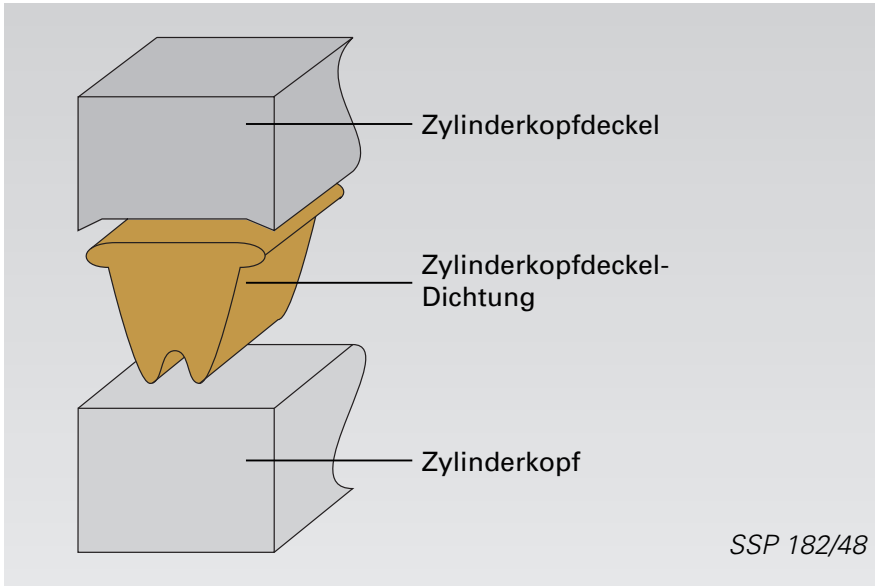 Zylinderkopfdeckel
Zylinderkopfdeckel-
Dichtung
Zylinderkopf
SSP 182/48